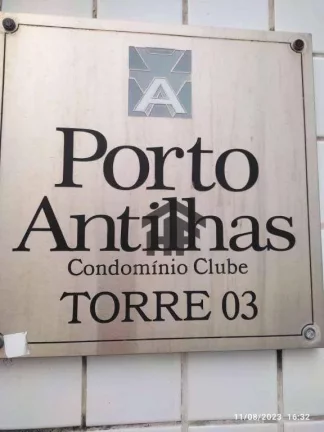 A
Porto
Antilhas
Condomínio Clube
TORRE 03
11/08/2023 16:32